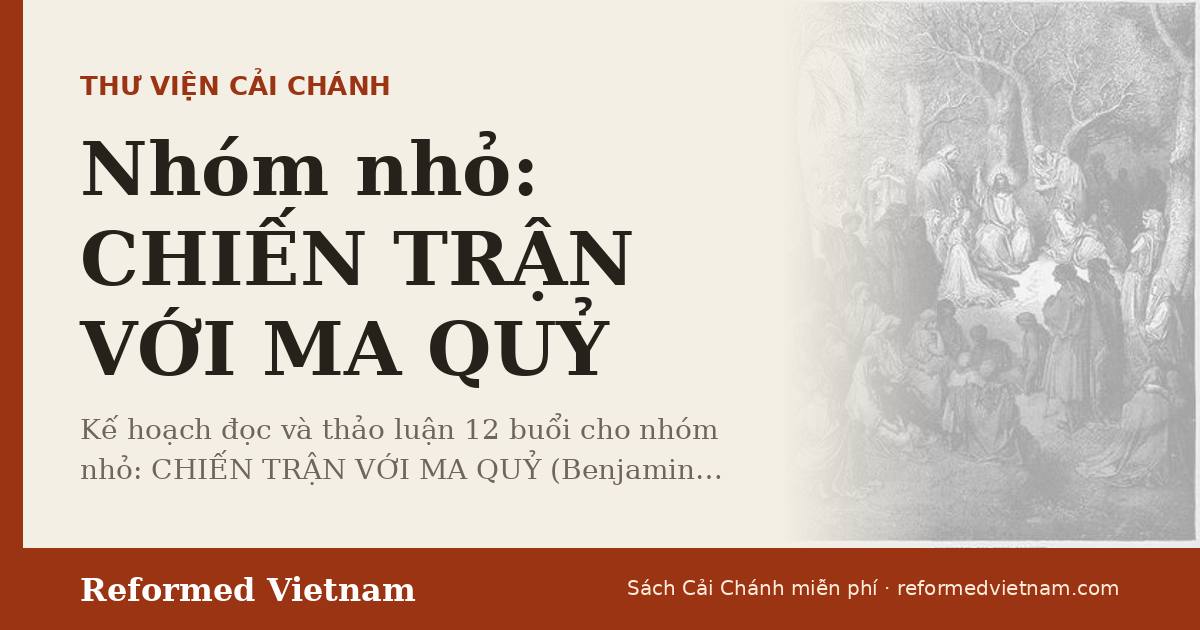 THƯ VIỆN CẢI CHÁNH
Nhóm nhỏ:
CHIẾN TRẬN
VỚI MA QUỶ
Kế hoạch đọc và thảo luận 12 buổi cho nhóm
nhỏ: CHIẾN TRẬN VỚI MA QUỶ (Benjamin…
Reformed Vietnam
Sách Cải Chánh miễn phí · reformedvietnam.com